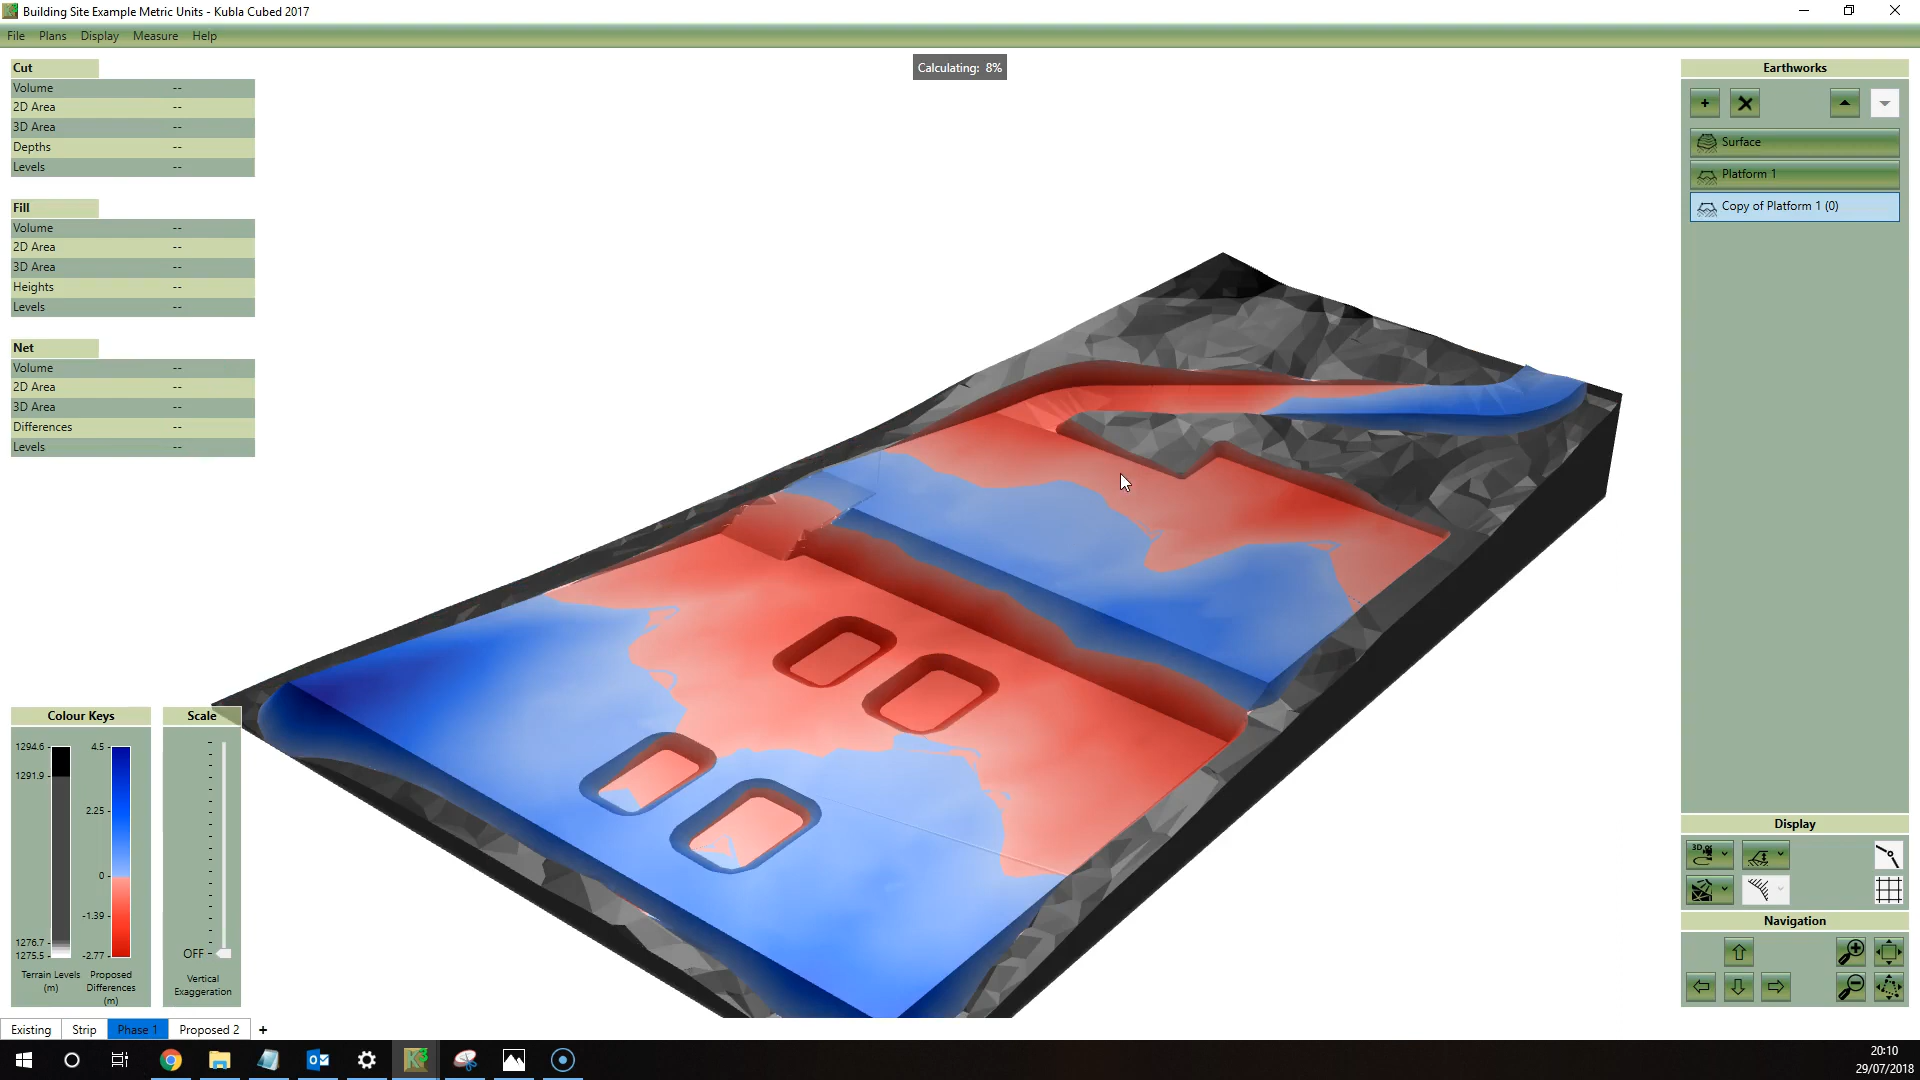 Building Site Example Metric Units - Kubla Cubed 2017
File Plans Display Measure Help
Calculating: 8%
Cut
Volume --
2D Area --
3D Area --
Depths --
Levels --
Fill
Volume --
2D Area --
3D Area --
Heights --
Levels --
Net
Volume --
2D Area --
3D Area --
Differences --
Levels --
Earthworks
+
Surface
Platform 1
Copy of Platform 1 (0)
Colour Keys
1294.6
1291.9
1276.7
1275.5
Terrain Levels
(m)
4.5
2.25
0
-1.39
-2.77
Proposed
Differences
(m)
Scale
OFF
Vertical
Exaggeration
Display
3D
Navigation
Existing Strip Phase 1 Proposed 2 +
20:10
29/07/2018